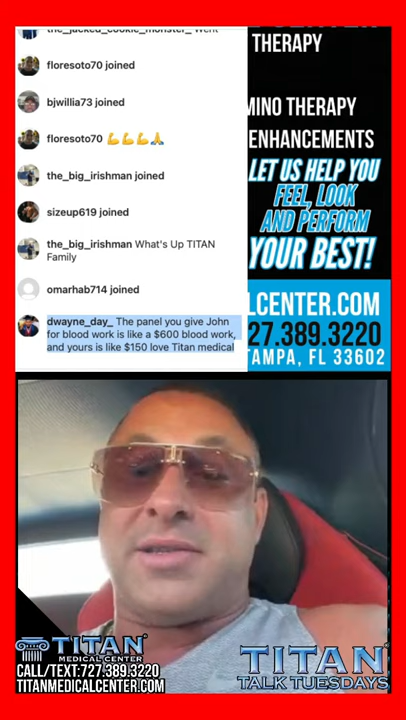 the_jacked_cookie_monster_ Went
floresoto70 joined
bjwillia73 joined
floresoto70 💪💪💪🙏
the_big_irishman joined
sizeup619 joined
the_big_irishman What's Up TITAN
Family
omarhab714 joined
dwayne_day_ The panel you give John
for blood work is like a $600 blood work,
and yours is like $150 love Titan medical
THERAPY
MINO THERAPY
ENHANCEMENTS
LET US HELP YOU
FEEL, LOOK
AND PERFORM
YOUR BEST!
LCENTER.COM
27.389.3220
TAMPA, FL 33602
TITAN
MEDICAL CENTER
CALL/TEXT:727.389.3220
TITANMEDICALCENTER.COM
TITAN
TALK TUESDAYS